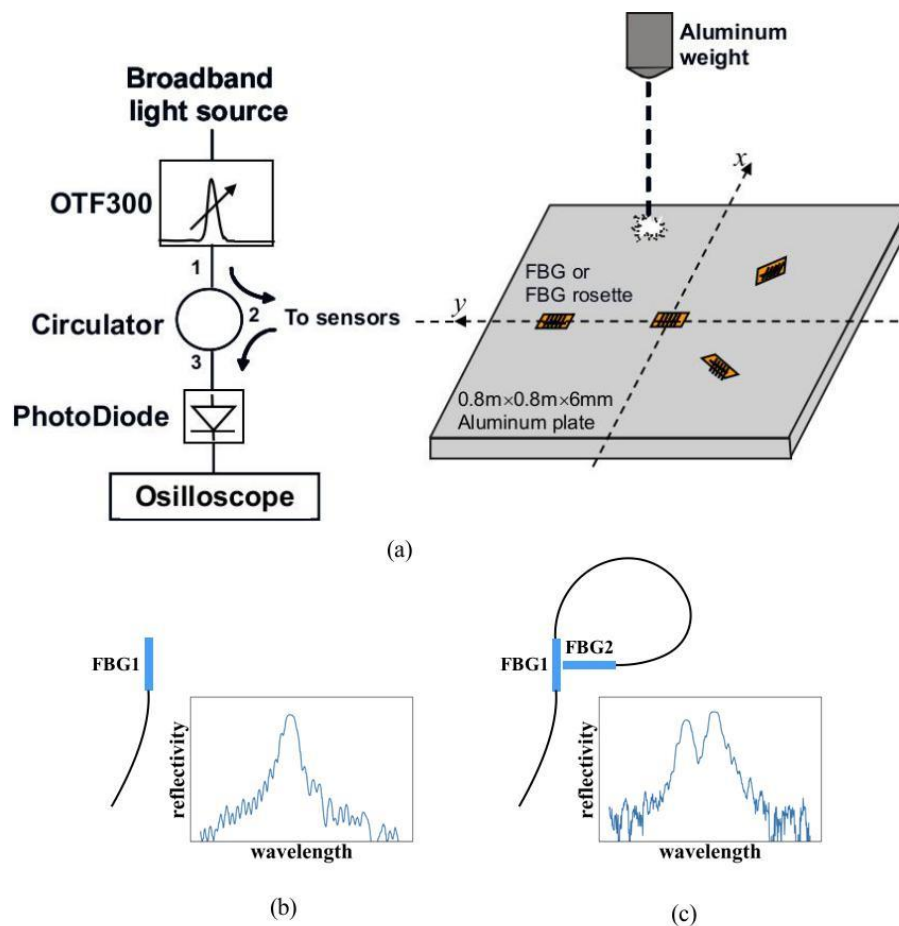 Broadband
light source
OTF300
1
Circulator
2
To sensors
3
PhotoDiode
Osilloscope
Aluminum
weight
x
FBG or
FBG rosette
y
0.8m×0.8m×6mm
Aluminum plate
(a)
FBG1
reflectivity
wavelength
(b)
FBG1
FBG2
reflectivity
wavelength
(c)